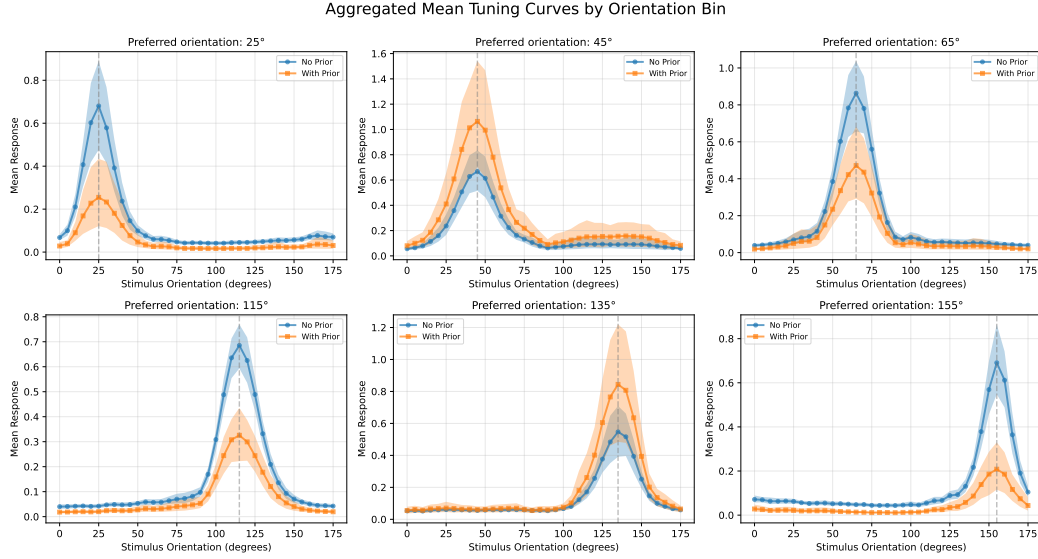 Aggregated Mean Tuning Curves by Orientation Bin
Preferred orientation: 25°
Mean Response
0.8
0.6
0.4
0.2
0.0
No Prior
With Prior
0 25 50 75 100 125 150 175
Stimulus Orientation (degrees)
Preferred orientation: 45°
Mean Response
1.6
1.4
1.2
1.0
0.8
0.6
0.4
0.2
0.0
No Prior
With Prior
0 25 50 75 100 125 150 175
Stimulus Orientation (degrees)
Preferred orientation: 65°
Mean Response
1.0
0.8
0.6
0.4
0.2
0.0
No Prior
With Prior
0 25 50 75 100 125 150 175
Stimulus Orientation (degrees)
Preferred orientation: 115°
Mean Response
0.8
0.7
0.6
0.5
0.4
0.3
0.2
0.1
0.0
No Prior
With Prior
0 25 50 75 100 125 150 175
Stimulus Orientation (degrees)
Preferred orientation: 135°
Mean Response
1.2
1.0
0.8
0.6
0.4
0.2
0.0
No Prior
With Prior
0 25 50 75 100 125 150 175
Stimulus Orientation (degrees)
Preferred orientation: 155°
Mean Response
0.8
0.6
0.4
0.2
0.0
No Prior
With Prior
0 25 50 75 100 125 150 175
Stimulus Orientation (degrees)